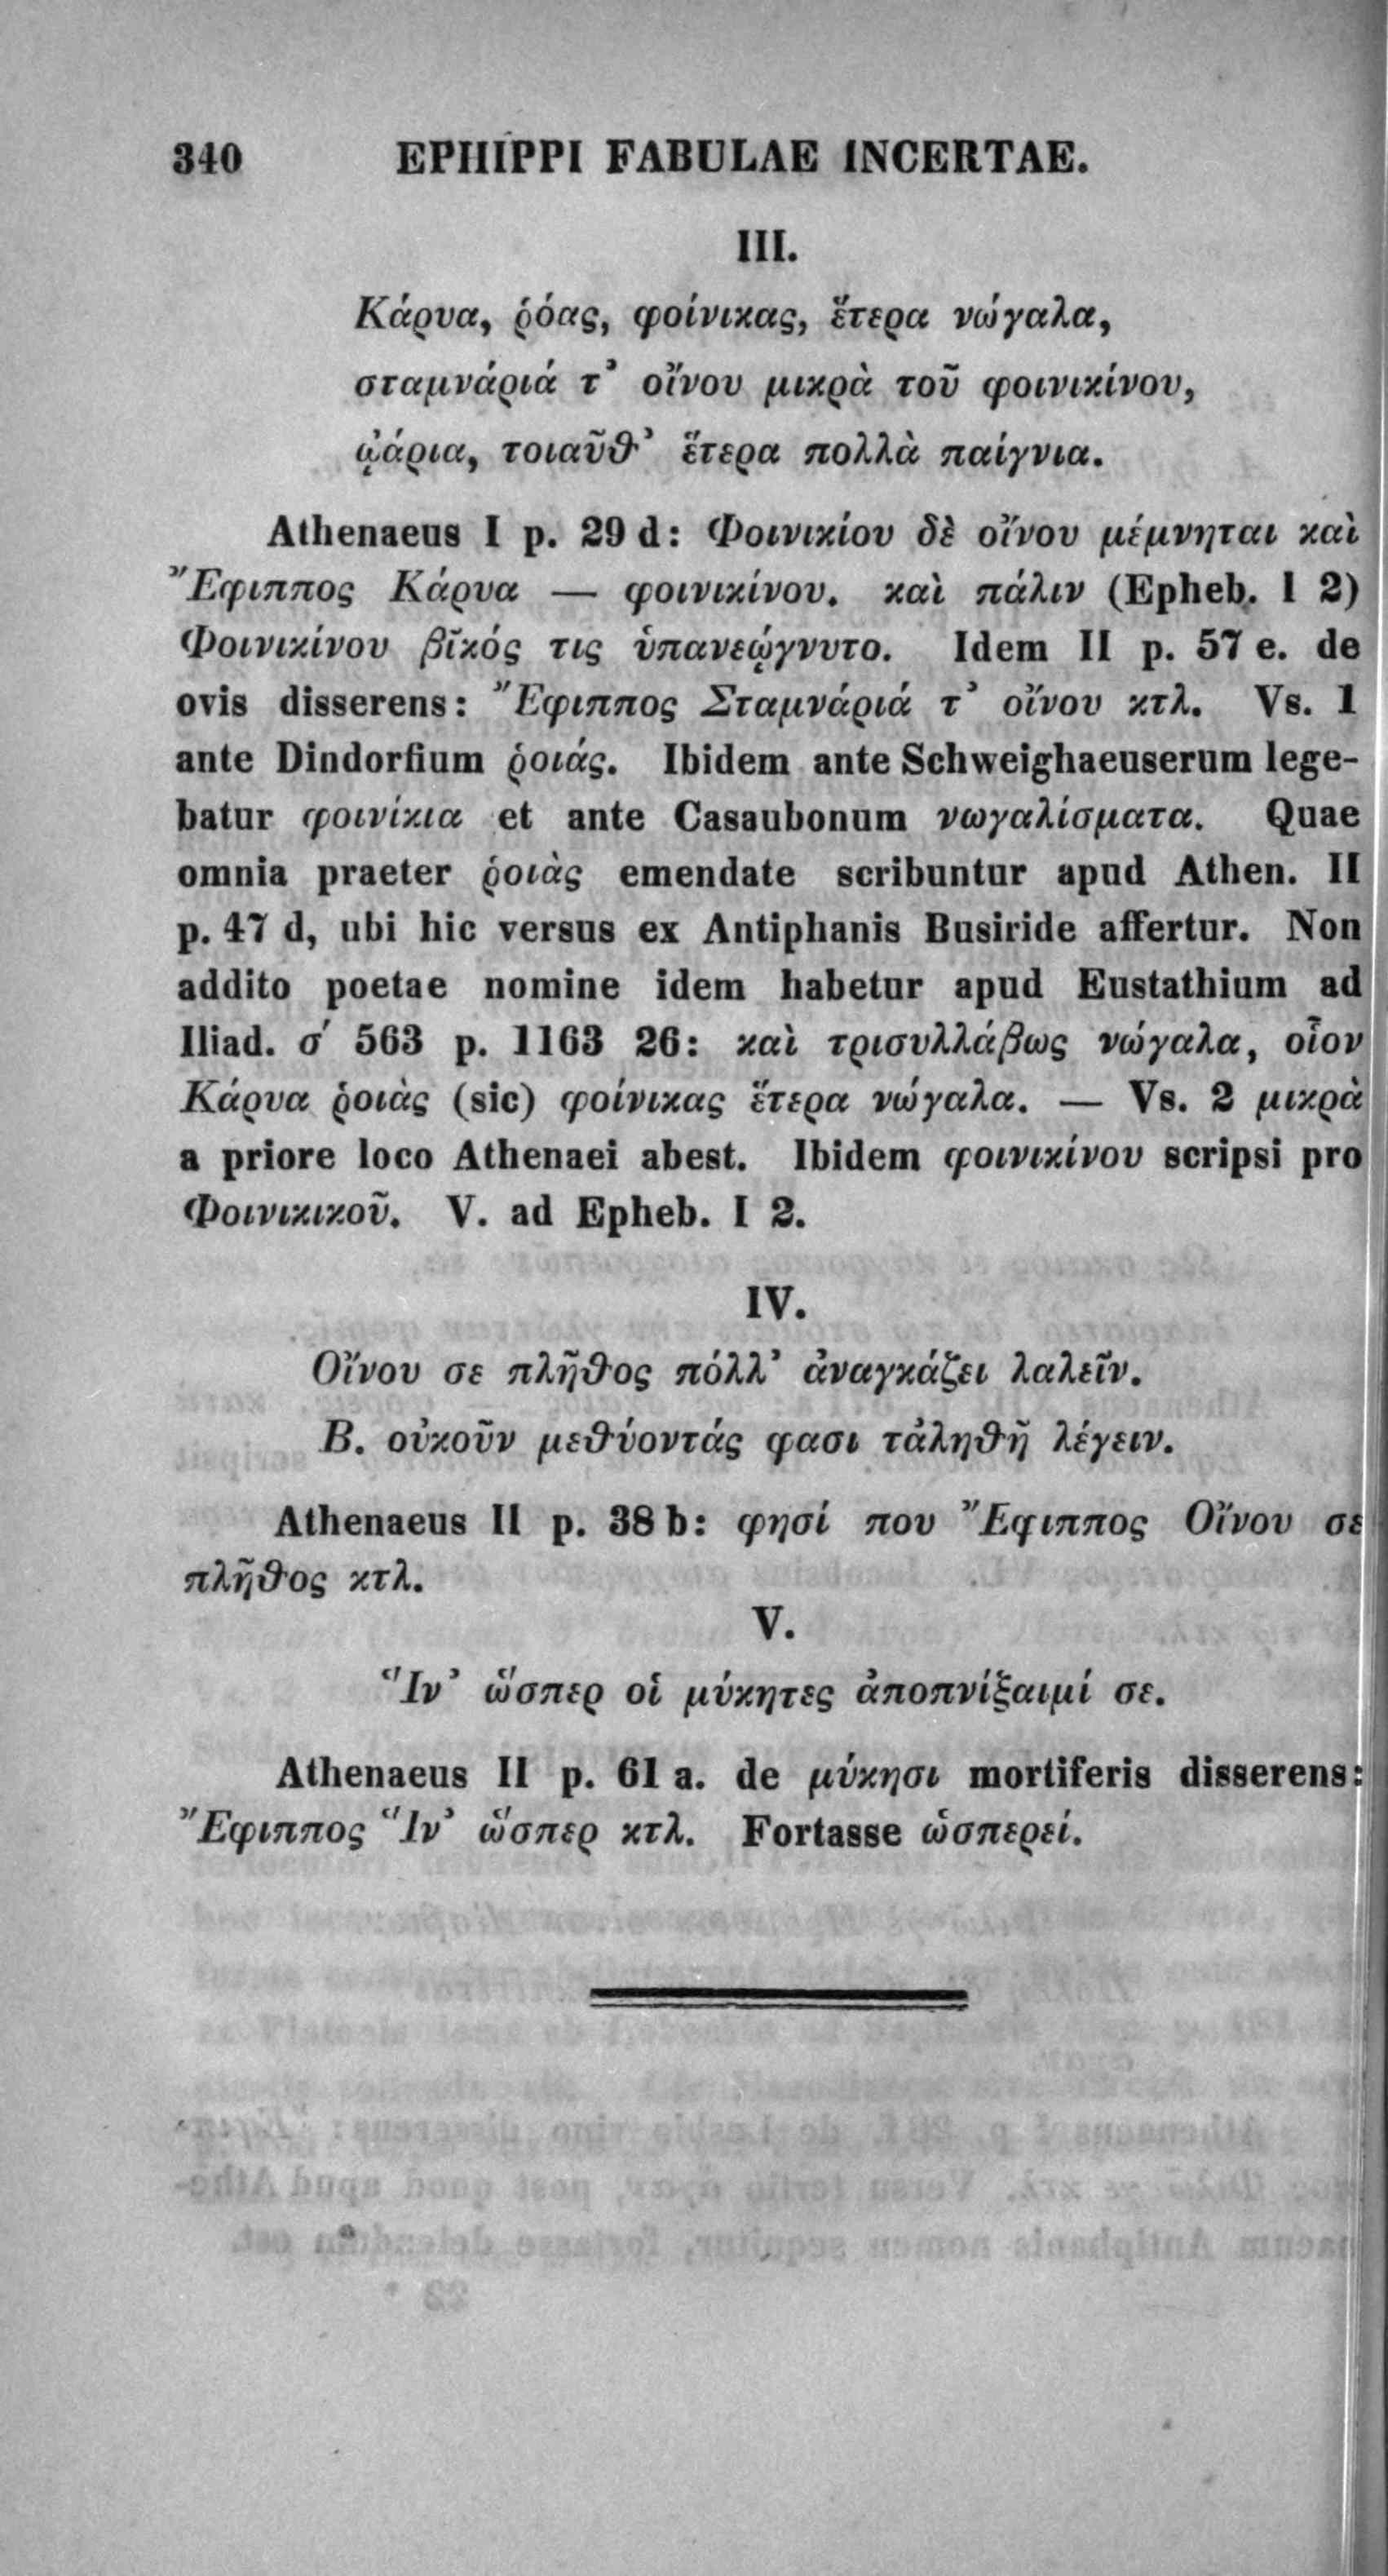 340 EPHIPPI FABULAE INCERTAE.
III.
Κάρυα, ῥόας, φοίνικας, ἕτερα νώγαλα,
σταμνάριά τ᾽ οἴνου μικρὰ τοῦ φοινικίνου,
ᾠάρια, τοιαῦθ᾽ ἕτερα πολλὰ παίγνια.
Athenaeus I p. 29 d: Φοινικίου δὲ οἴνου μέμνηται καὶ
Ἔφιππος Κάρυα — φοινικίνου. καὶ πάλιν (Epheb. I 2)
Φοινικίνου βῖκός τις ὑπανεῴγνυτο. Idem II p. 57 e. de
ovis disserens: Ἔφιππος Σταμνάριά τ᾽ οἴνου κτλ. Vs. 1
ante Dindorfium ῥοιάς. Ibidem ante Schweighaeuserum lege-
batur φοινίκια et ante Casaubonum νωγαλίσματα. Quae
omnia praeter ῥοιὰς emendate scribuntur apud Athen. II
p. 47 d, ubi hic versus ex Antiphanis Busiride affertur. Non
addito poetae nomine idem habetur apud Eustathium ad
Iliad. σ´ 563 p. 1163 26: καὶ τρισυλλάβως νώγαλα, οἷον
Κάρυα ῥοιὰς (sic) φοίνικας ἕτερα νώγαλα. — Vs. 2 μικρὰ
a priore loco Athenaei abest. Ibidem φοινικίνου scripsi pro
Φοινικικοῦ. V. ad Epheb. I 2.
IV.
Οἴνου σε πλῆθος πόλλ᾽ ἀναγκάζει λαλεῖν.
B. οὐκοῦν μεθύοντάς φασι τἀληθῆ λέγειν.
Athenaeus II p. 38 b: φησί που Ἔφιππος Οἴνου σε
πλῆθος κτλ.
V.
Ἵν᾽ ὥσπερ οἱ μύκητες ἀποπνίξαιμί σε.
Athenaeus II p. 61 a. de μύκησι mortiferis disserens:
Ἔφιππος Ἵν᾽ ὥσπερ κτλ. Fortasse ὡσπερεί.